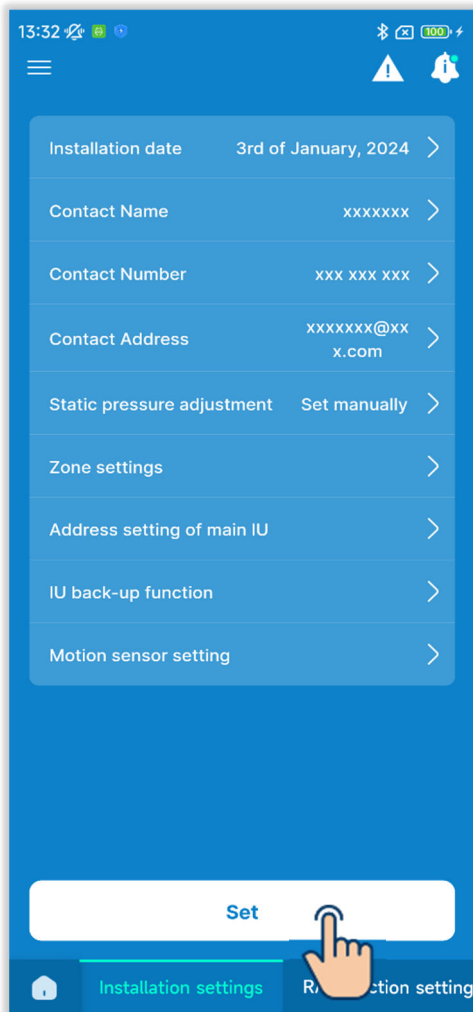 13:32
100
Installation date 3rd of January, 2024
Contact Name xxxxxxx
Contact Number xxx xxx xxx
Contact Address xxxxxxx@xx
x.com
Static pressure adjustment Set manually
Zone settings
Address setting of main IU
IU back-up function
Motion sensor setting
Set
Installation settings ction setting